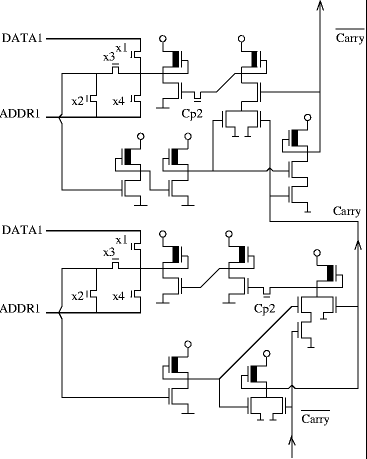 DATA1
x1
Carry
x3
x2
x4
Cp2
ADDR1
Carry
DATA1
x1
x3
x2
x4
Cp2
ADDR1
Carry